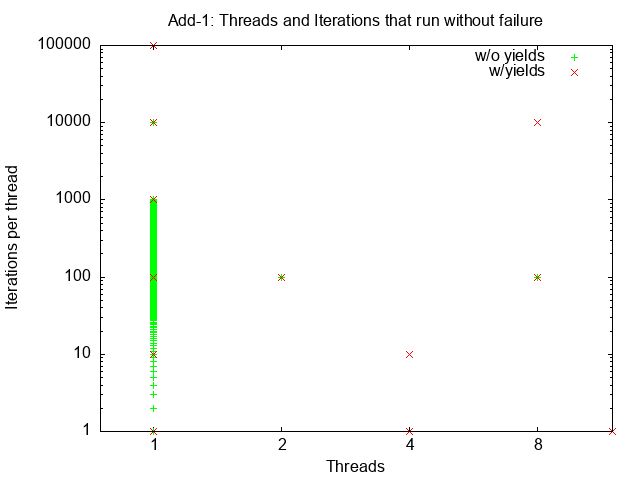 Add-1: Threads and Iterations that run without failure
w/o yields
w/yields
Iterations per thread
100000
10000
1000
100
10
1
1 2 4 8
Threads